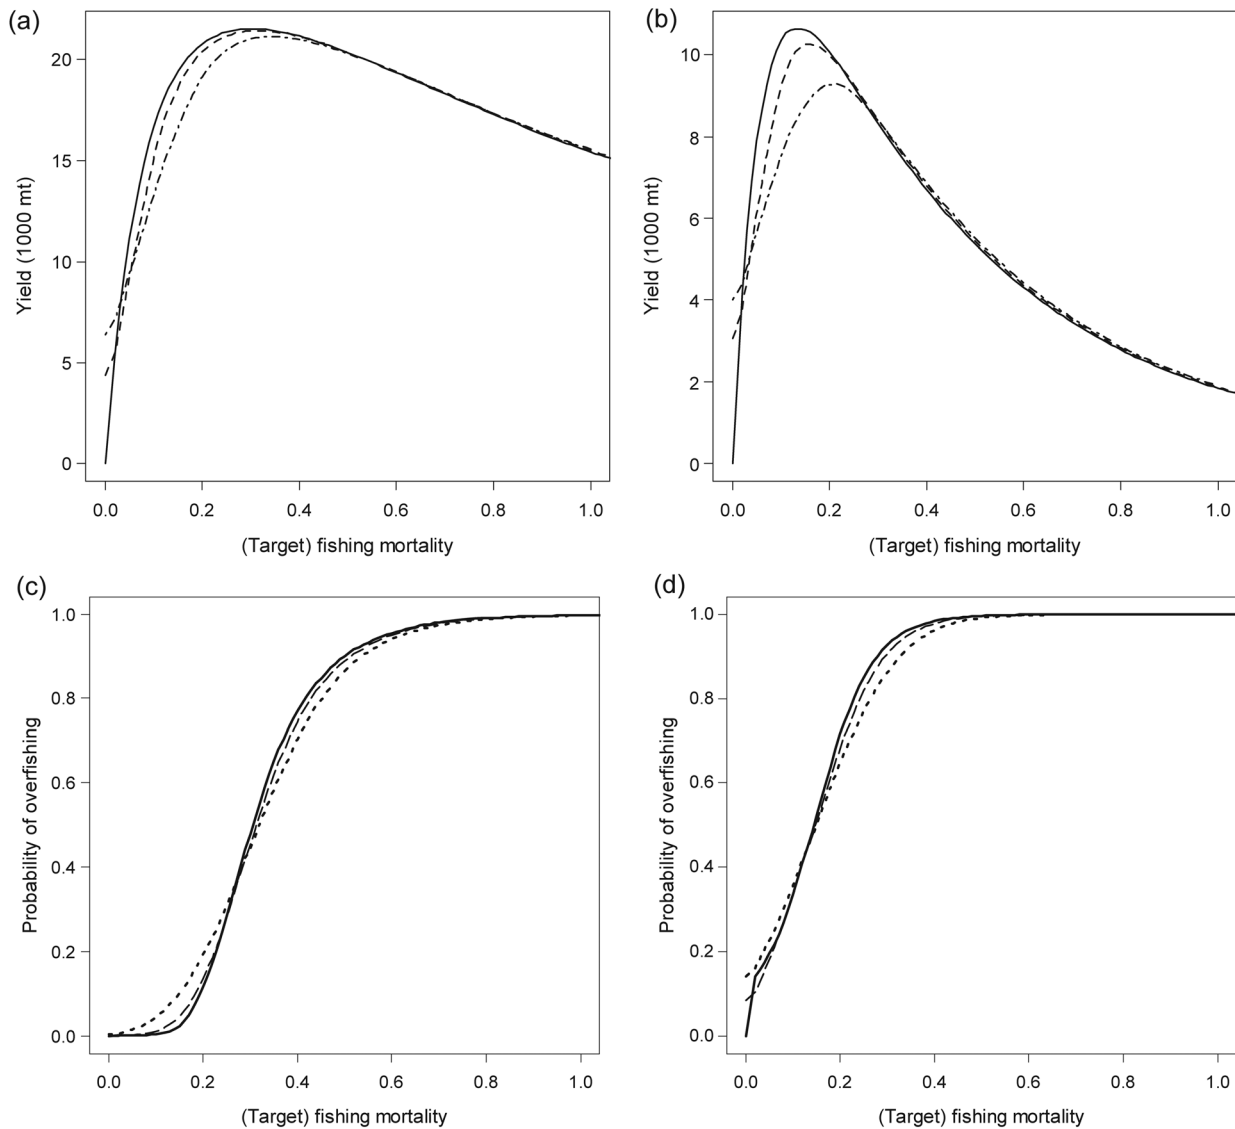 (a)
Yield (1000 mt)
20
15
10
5
0
0.0 0.2 0.4 0.6 0.8 1.0
(Target) fishing mortality
(b)
Yield (1000 mt)
10
8
6
4
2
0
0.0 0.2 0.4 0.6 0.8 1.0
(Target) fishing mortality
(c)
Probability of overfishing
1.0
0.8
0.6
0.4
0.2
0.0
0.0 0.2 0.4 0.6 0.8 1.0
(Target) fishing mortality
(d)
Probability of overfishing
1.0
0.8
0.6
0.4
0.2
0.0
0.0 0.2 0.4 0.6 0.8 1.0
(Target) fishing mortality